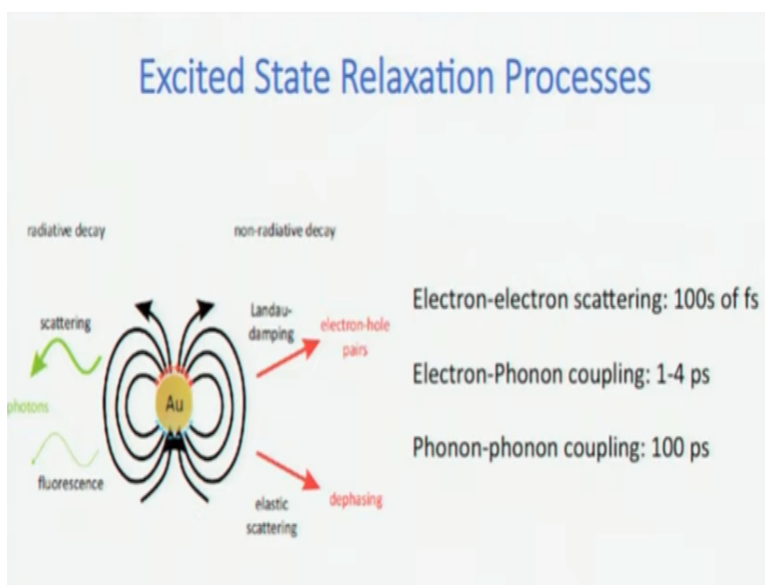 Excited State Relaxation Processes
radiative decay
non-radiative decay
scattering
photons
fluorescence
Au
Landau-
damping
electron-hole
pairs
elastic
scattering
dephasing
Electron-electron scattering: 100s of fs
Electron-Phonon coupling: 1-4 ps
Phonon-phonon coupling: 100 ps